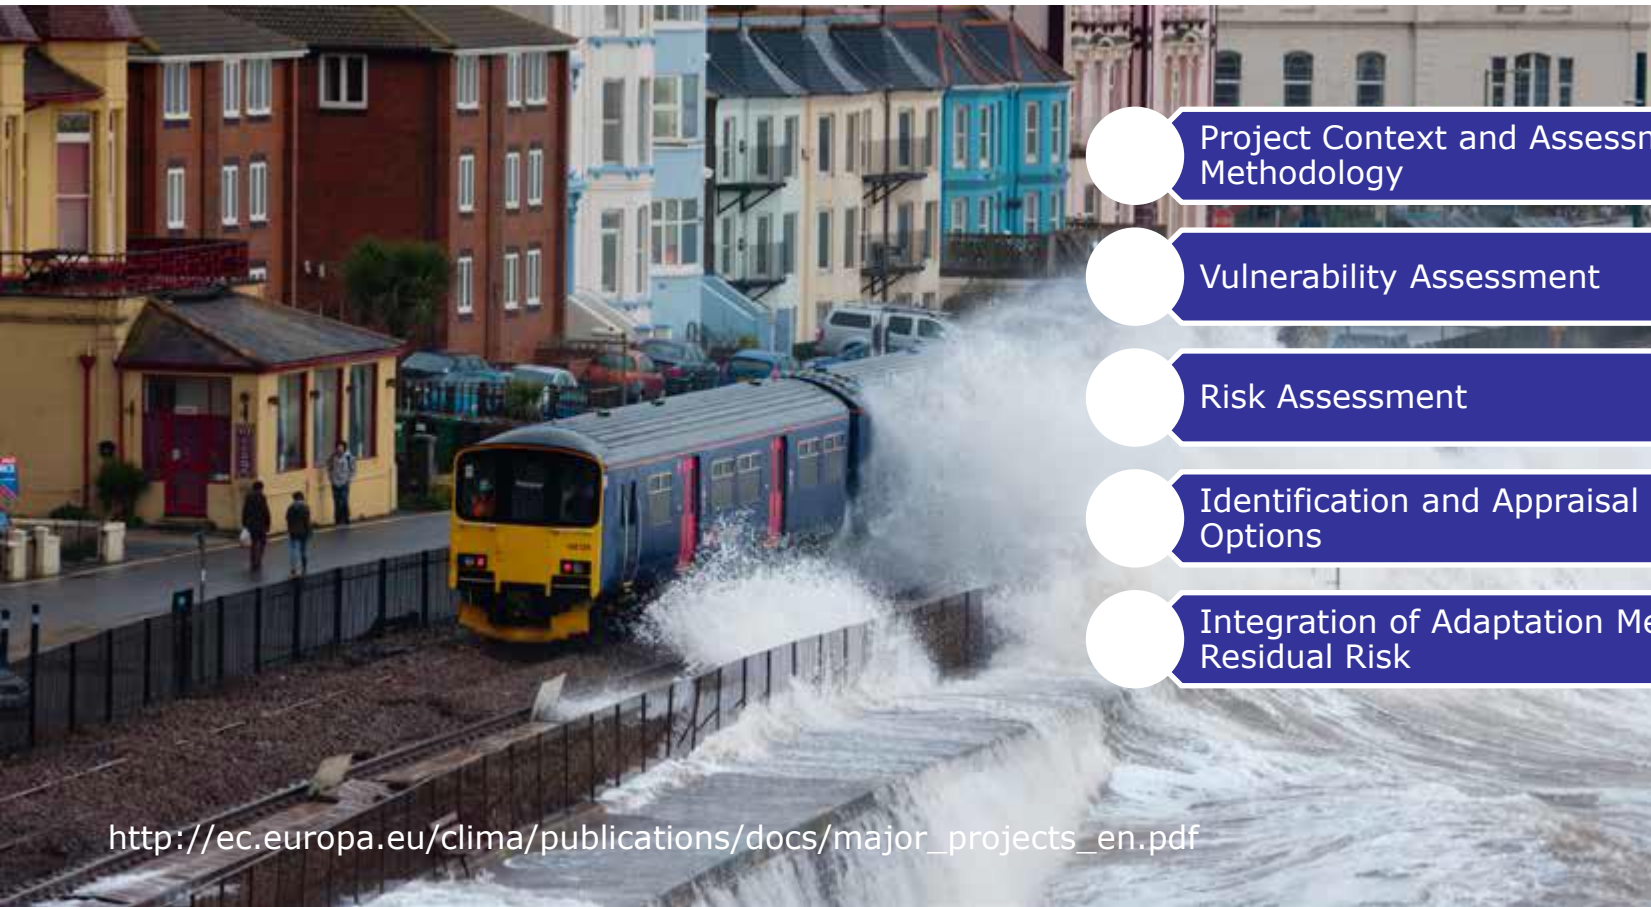 Project Context and Assessm
Methodology
Vulnerability Assessment
Risk Assessment
Identification and Appraisal
Options
Integration of Adaptation Me
Residual Risk
http://ec.europa.eu/clima/publications/docs/major_projects_en.pdf